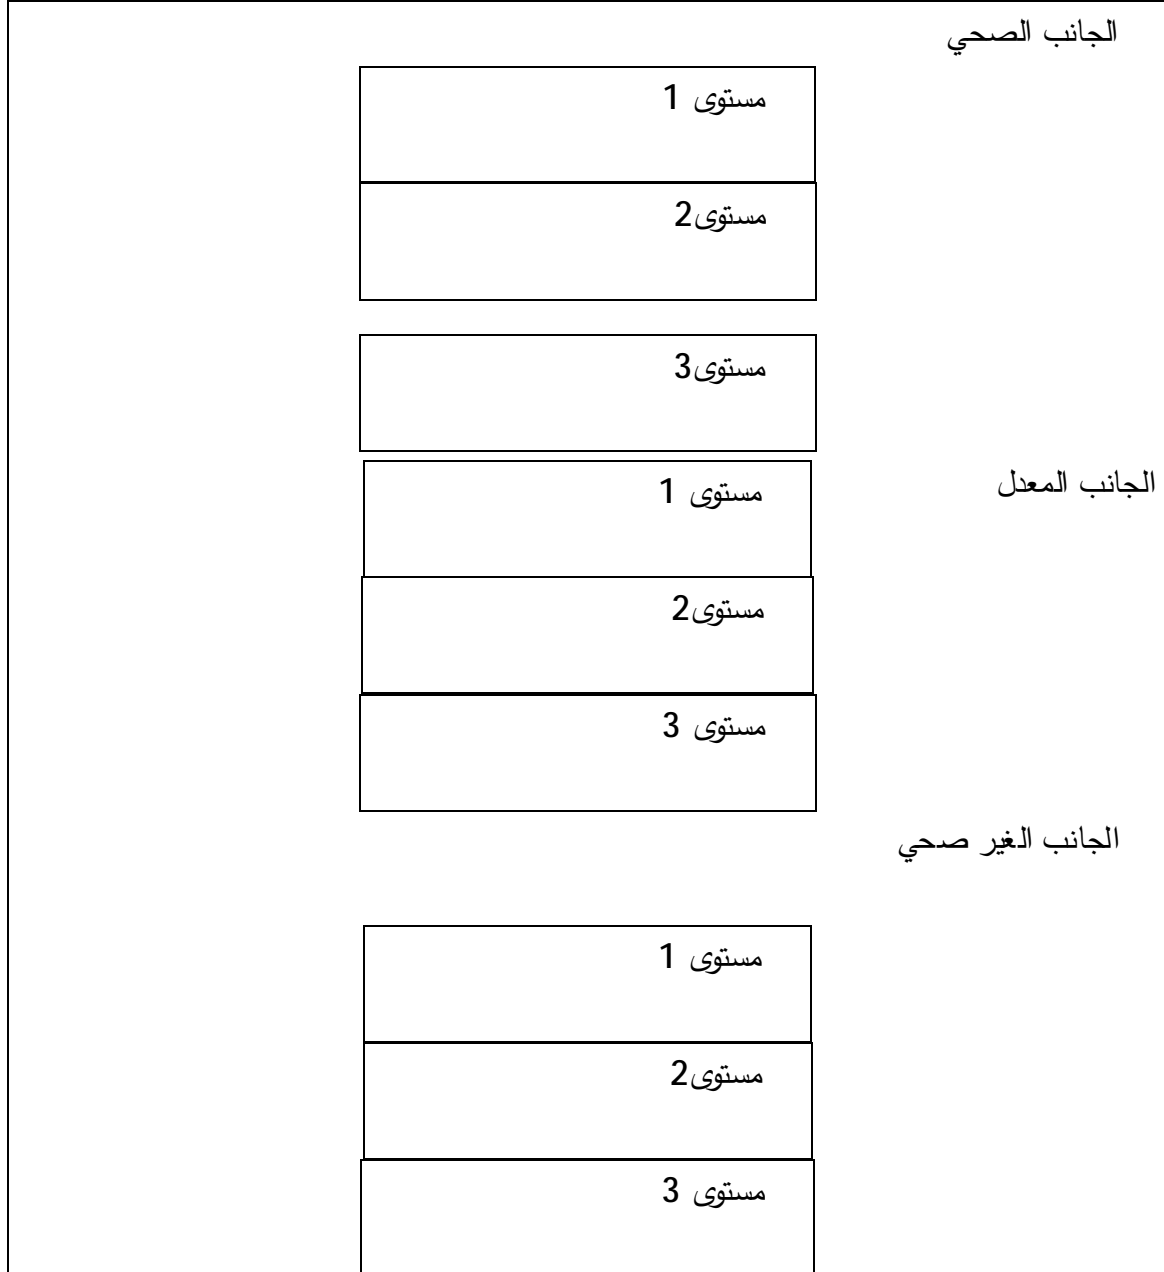 الجانب الصحي
مستوى 1
مستوى2
مستوى3
الجانب المعدل
مستوى 1
مستوى2
مستوى 3
الجانب الغير صحي
مستوى 1
مستوى2
مستوى 3